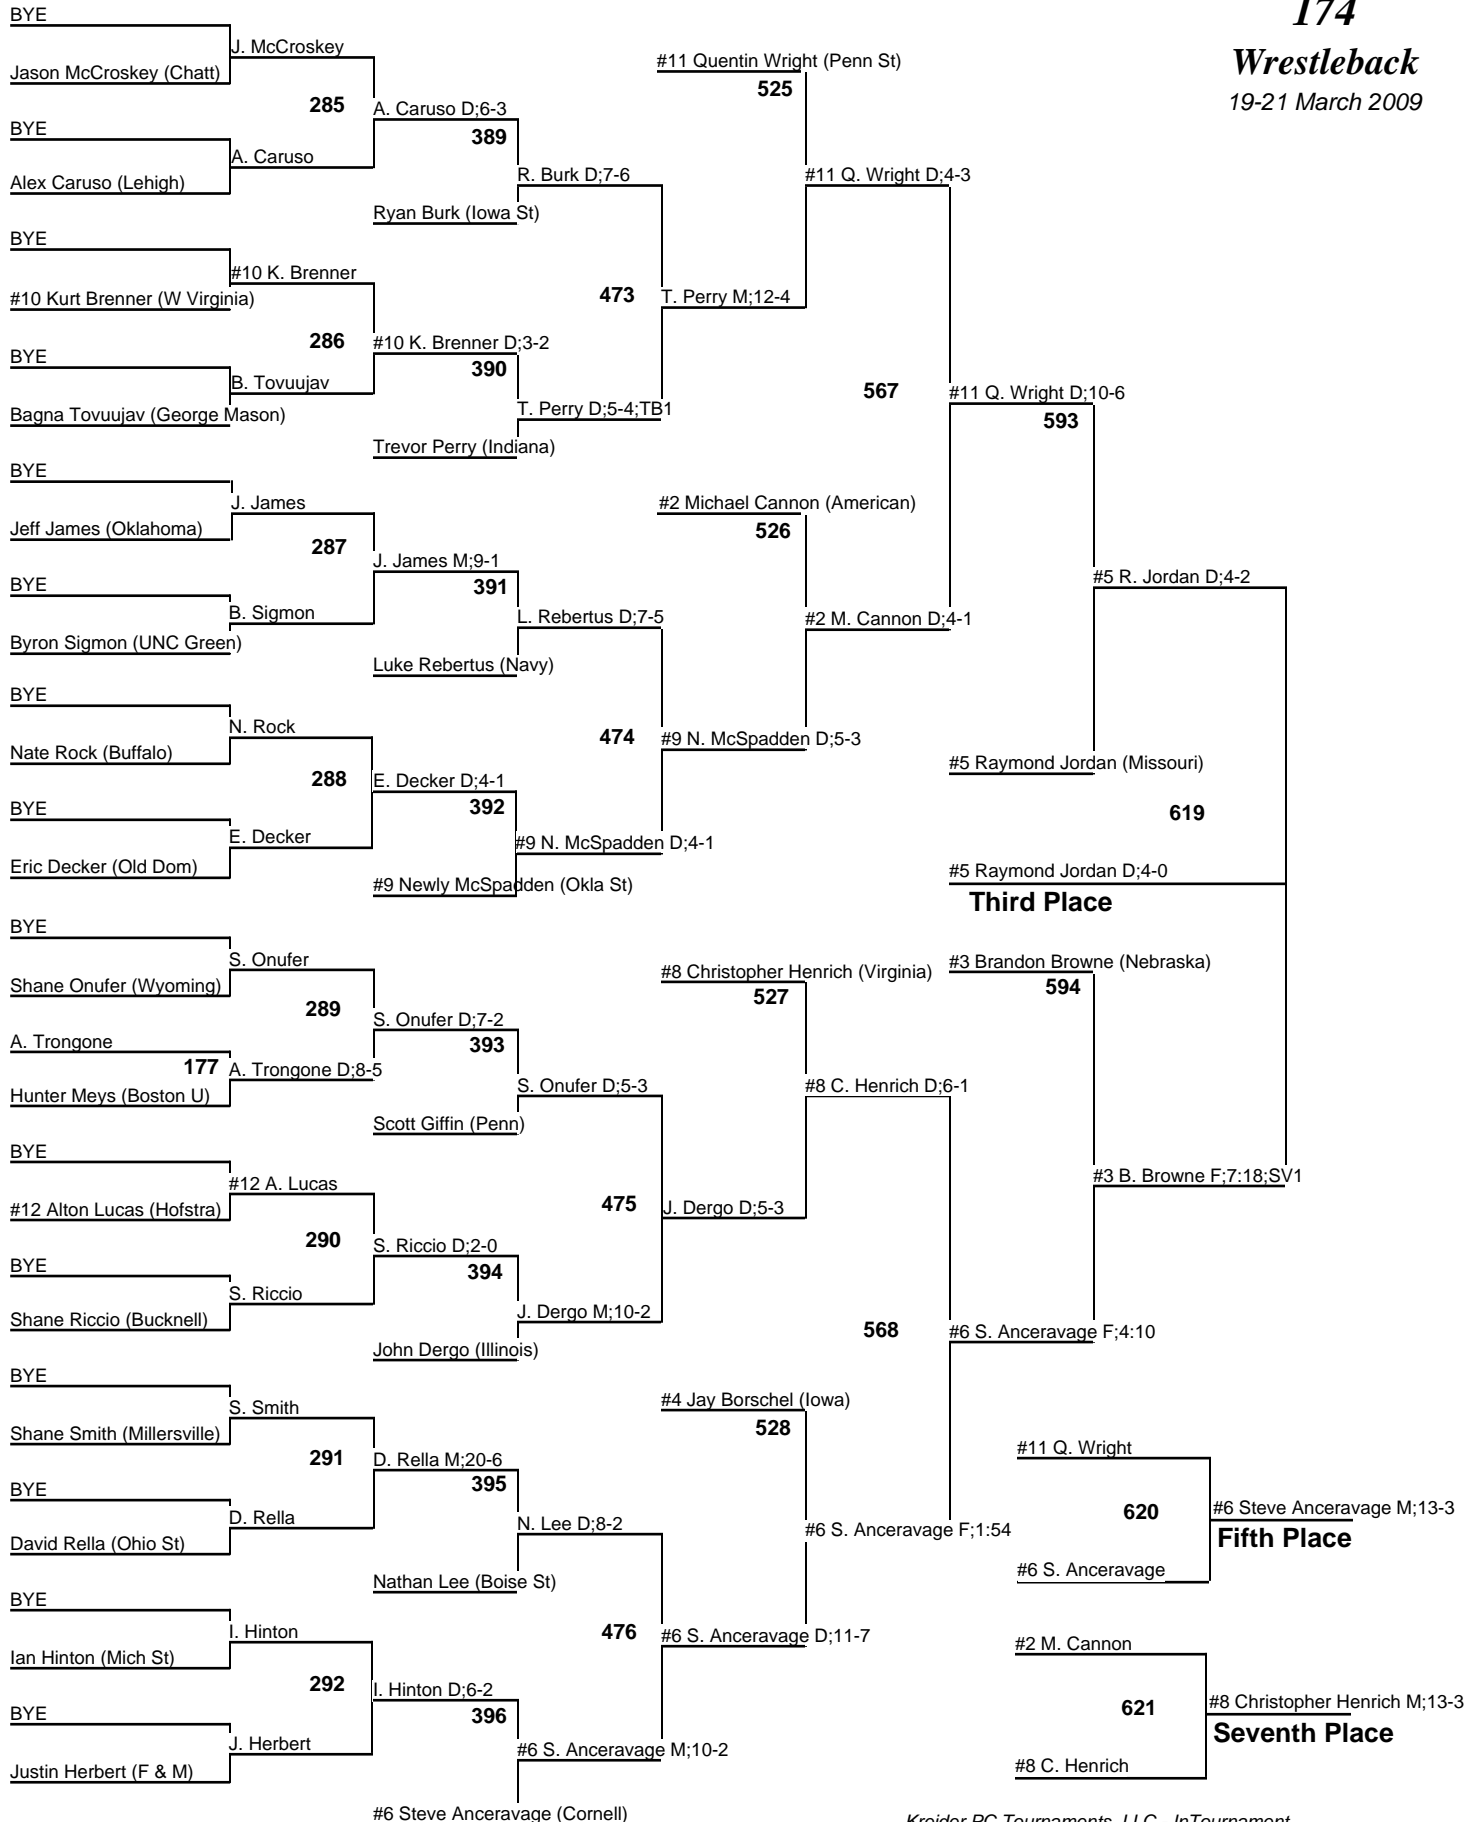 174
Wrestleback
19-21 March 2009
BYE
J. McCroskey
Jason McCroskey (Chatt)
285
A. Caruso D;6-3
389
BYE
A. Caruso
Alex Caruso (Lehigh)
R. Burk D;7-6
Ryan Burk (Iowa St)
#11 Quentin Wright (Penn St)
525
#11 Q. Wright D;4-3
BYE
#10 K. Brenner
#10 Kurt Brenner (W Virginia)
286
#10 K. Brenner D;3-2
390
BYE
B. Tovuujav
Bagna Tovuujav (George Mason)
T. Perry D;5-4;TB1
Trevor Perry (Indiana)
473
T. Perry M;12-4
567
#11 Q. Wright D;10-6
593
BYE
J. James
Jeff James (Oklahoma)
287
J. James M;9-1
391
BYE
B. Sigmon
Byron Sigmon (UNC Green)
L. Rebertus D;7-5
Luke Rebertus (Navy)
#2 Michael Cannon (American)
526
#2 M. Cannon D;4-1
#5 R. Jordan D;4-2
BYE
N. Rock
Nate Rock (Buffalo)
288
E. Decker D;4-1
392
BYE
E. Decker
Eric Decker (Old Dom)
#9 N. McSpadden D;4-1
#9 Newly McSpadden (Okla St)
474
#9 N. McSpadden D;5-3
#5 Raymond Jordan (Missouri)
619
#5 Raymond Jordan D;4-0
Third Place
BYE
S. Onufer
Shane Onufer (Wyoming)
289
S. Onufer D;7-2
393
A. Trongone
177
A. Trongone D;8-5
Hunter Meys (Boston U)
S. Onufer D;5-3
Scott Giffin (Penn)
#8 Christopher Henrich (Virginia)
527
#8 C. Henrich D;6-1
#3 Brandon Browne (Nebraska)
594
BYE
#12 A. Lucas
#12 Alton Lucas (Hofstra)
290
S. Riccio D;2-0
394
BYE
S. Riccio
Shane Riccio (Bucknell)
J. Dergo M;10-2
John Dergo (Illinois)
475
J. Dergo D;5-3
#3 B. Browne F;7:18;SV1
568
#6 S. Anceravage F;4:10
BYE
S. Smith
Shane Smith (Millersville)
291
D. Rella M;20-6
395
BYE
D. Rella
David Rella (Ohio St)
N. Lee D;8-2
Nathan Lee (Boise St)
#4 Jay Borschel (Iowa)
528
#6 S. Anceravage F;1:54
BYE
I. Hinton
Ian Hinton (Mich St)
292
I. Hinton D;6-2
396
BYE
J. Herbert
Justin Herbert (F & M)
#6 S. Anceravage M;10-2
#6 Steve Anceravage (Cornell)
476
#6 S. Anceravage D;11-7
#11 Q. Wright
620
#6 Steve Anceravage M;13-3
Fifth Place
#6 S. Anceravage
#2 M. Cannon
621
#8 Christopher Henrich M;13-3
Seventh Place
#8 C. Henrich
Kreider PC Tournaments, LLC - InTournament